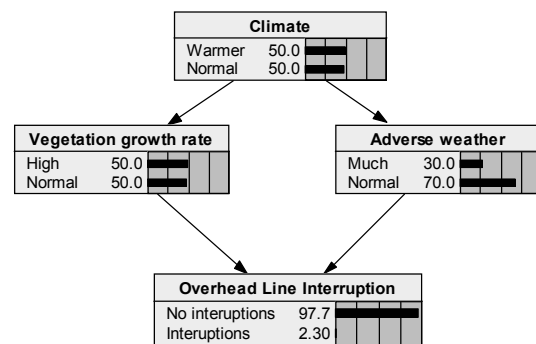 Climate
Warmer 50.0
Normal 50.0
Vegetation growth rate
High 50.0
Normal 50.0
Adverse weather
Much 30.0
Normal 70.0
Overhead Line Interruption
No interuptions 97.7
Interuptions 2.30